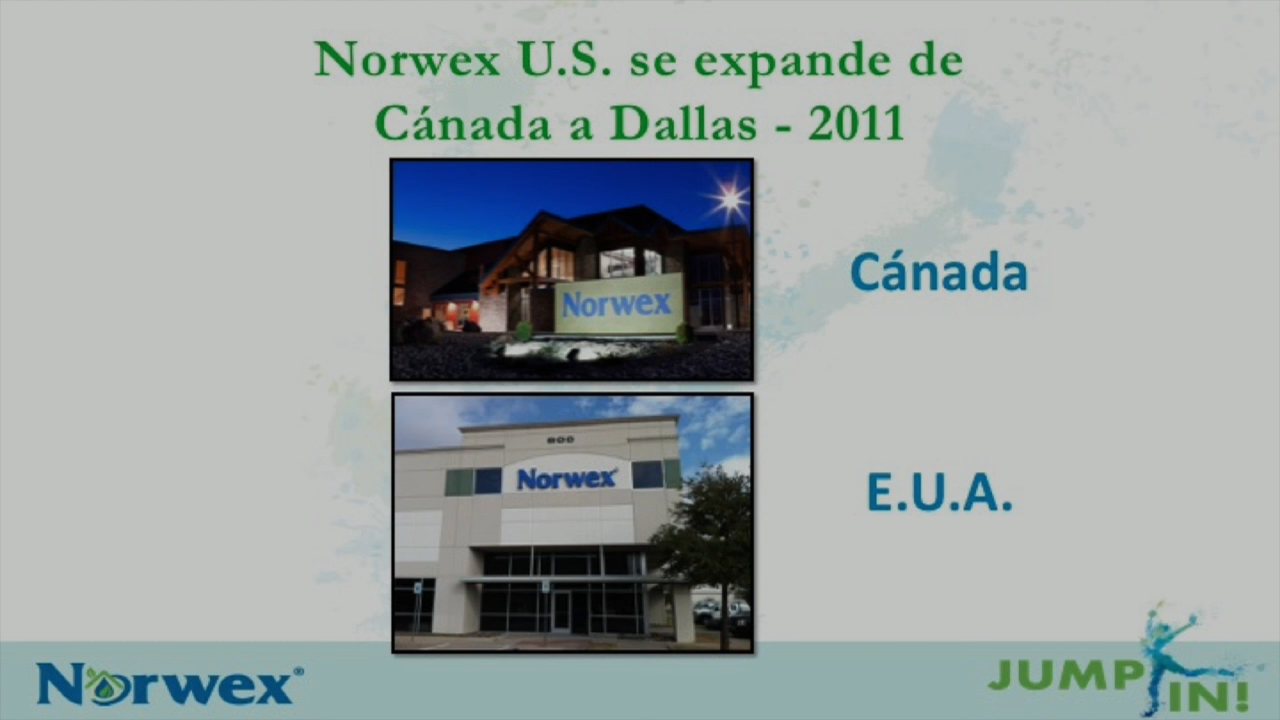 Norwex U.S. se expande de
Cánada a Dallas - 2011
Norwex
Cánada
800
Norwex
E.U.A.
Norwex®
JUMP IN!